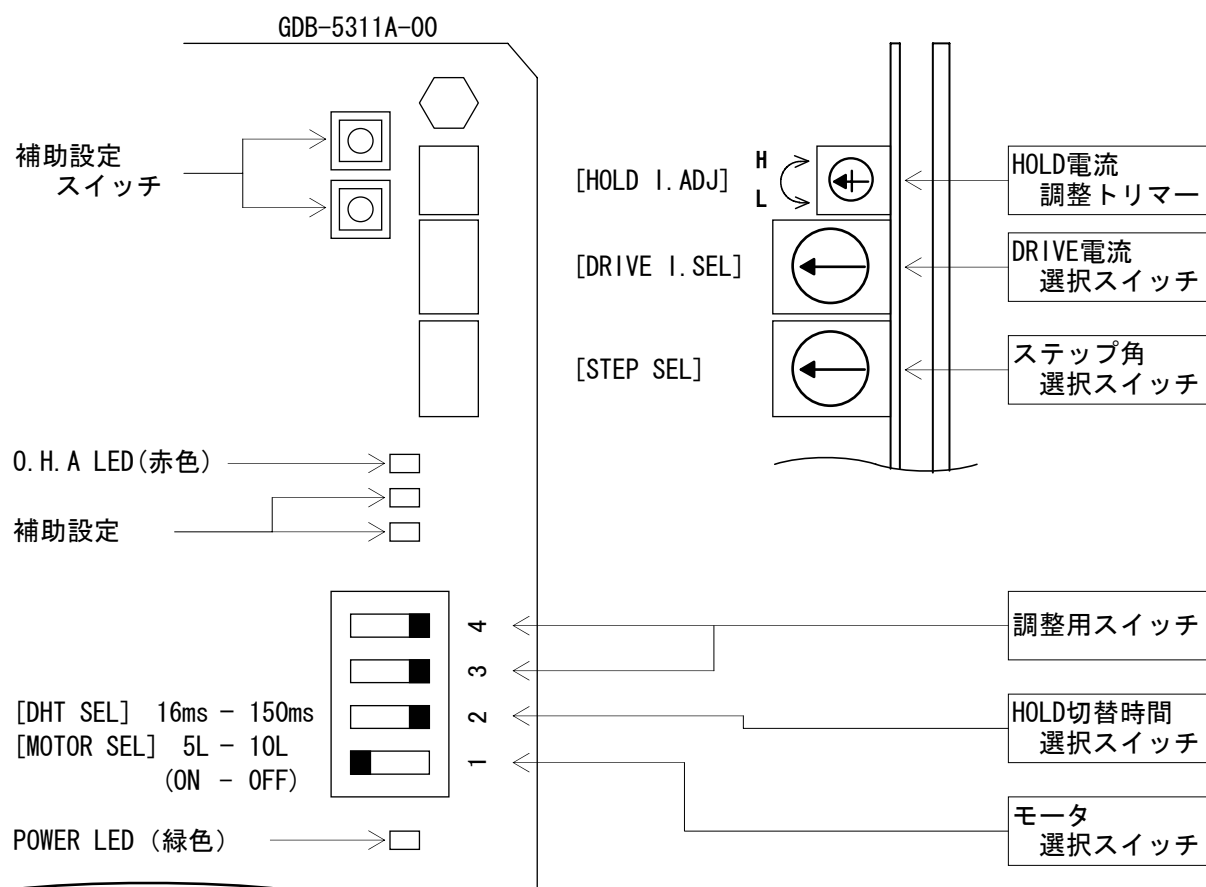 GDB-5311A-00
補助設定
スイッチ
[HOLD I.ADJ]
H
L
HOLD電流
調整トリマー
[DRIVE I.SEL]
DRIVE電流
選択スイッチ
[STEP SEL]
ステップ角
選択スイッチ
O.H.A LED(赤色)
補助設定
4
3
2
1
調整用スイッチ
[DHT SEL] 16ms - 150ms
[MOTOR SEL] 5L - 10L
(ON - OFF)
HOLD切替時間
選択スイッチ
モータ
選択スイッチ
POWER LED (緑色)